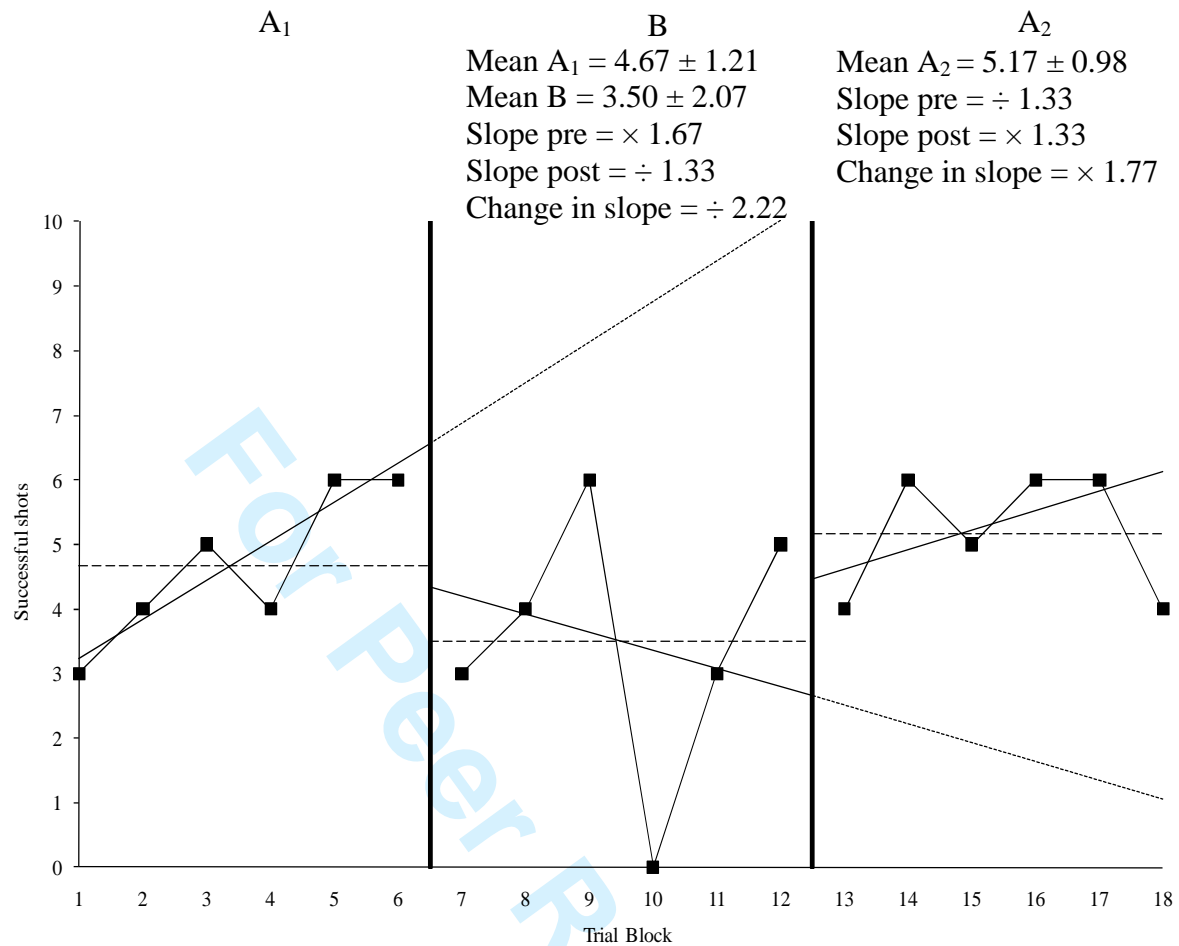 A₁
B
A₂
Mean A₁ = 4.67 ± 1.21
Mean B = 3.50 ± 2.07
Slope pre = × 1.67
Slope post = ÷ 1.33
Change in slope = ÷ 2.22
Mean A₂ = 5.17 ± 0.98
Slope pre = ÷ 1.33
Slope post = × 1.33
Change in slope = × 1.77
10
9
8
7
6
5
4
3
2
1
0
Successful shots
1 2 3 4 5 6 7 8 9 10 11 12 13 14 15 16 17 18
Trial Block
For Peer R